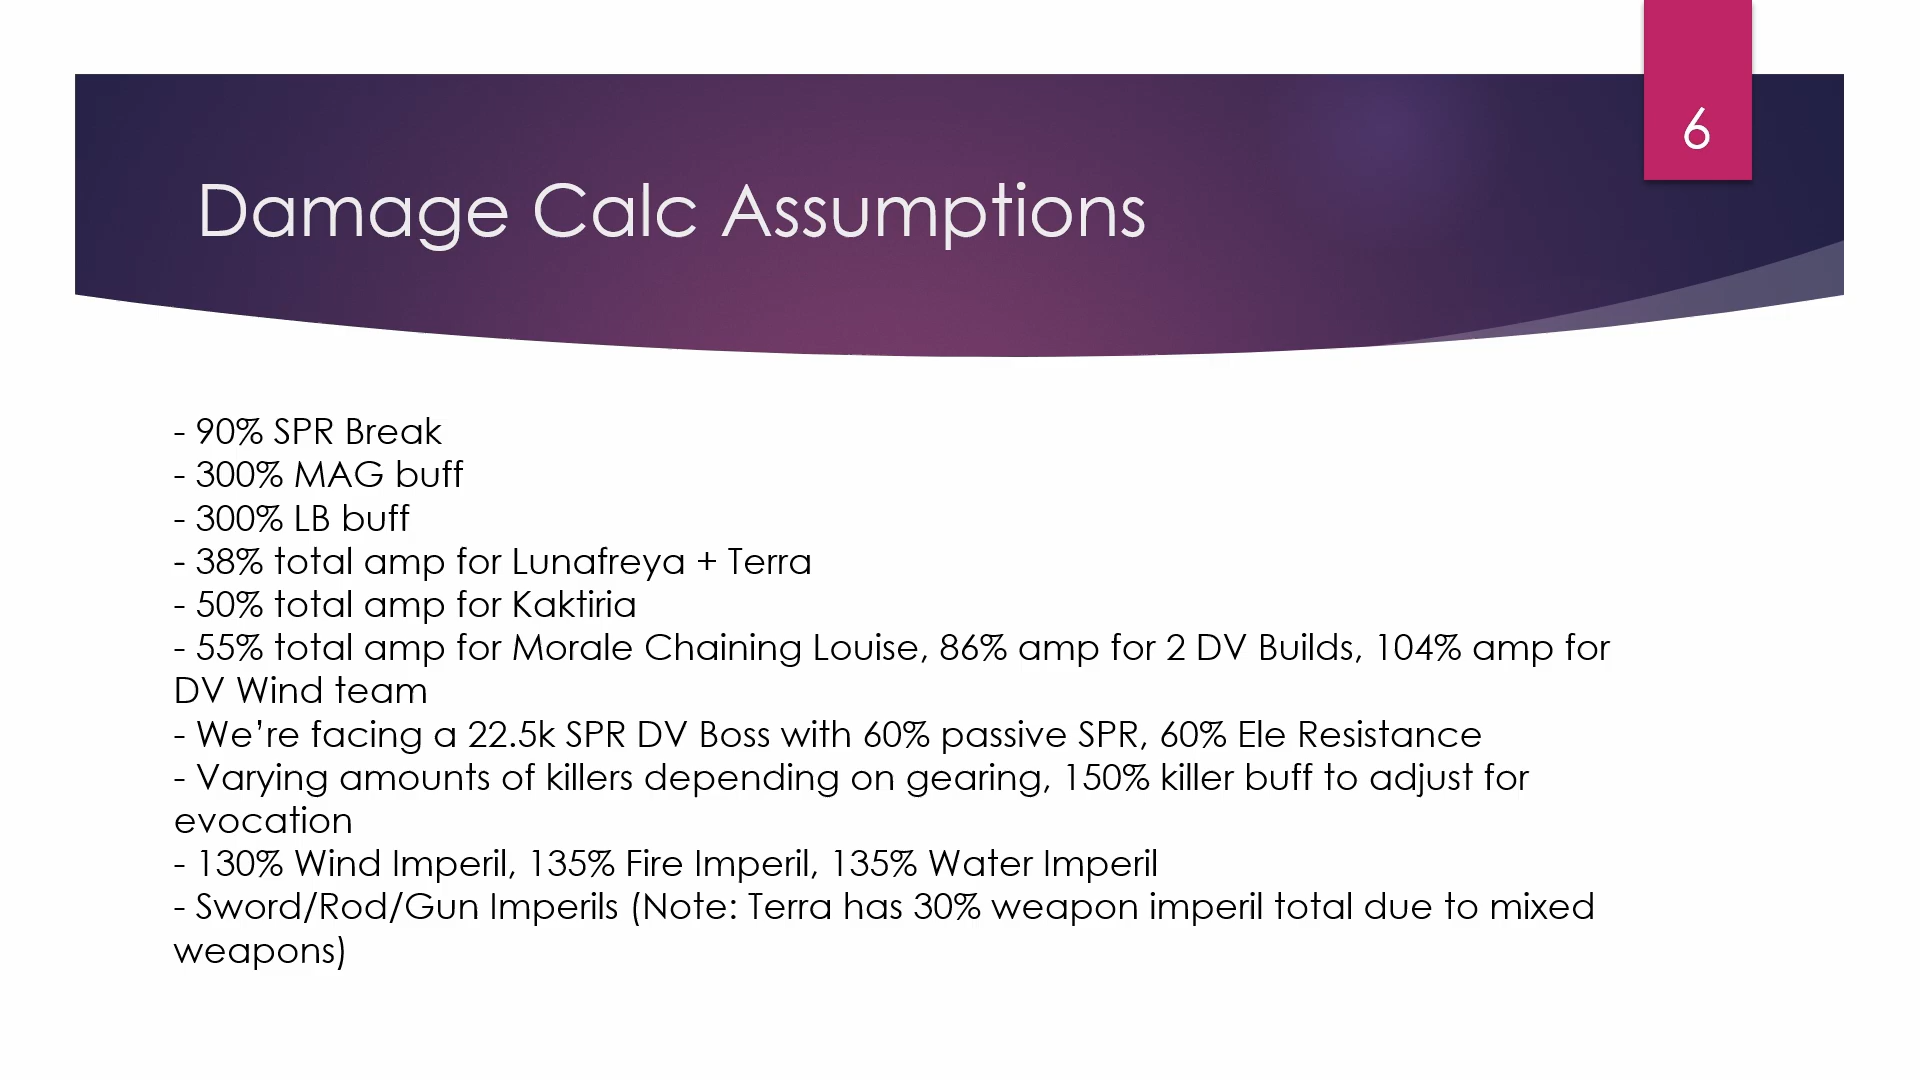 6
Damage Calc Assumptions
- 90% SPR Break
- 300% MAG buff
- 300% LB buff
- 38% total amp for Lunafreya + Terra
- 50% total amp for Kaktiria
- 55% total amp for Morale Chaining Louise, 86% amp for 2 DV Builds, 104% amp for
DV Wind team
- We’re facing a 22.5k SPR DV Boss with 60% passive SPR, 60% Ele Resistance
- Varying amounts of killers depending on gearing, 150% killer buff to adjust for
evocation
- 130% Wind Imperil, 135% Fire Imperil, 135% Water Imperil
- Sword/Rod/Gun Imperils (Note: Terra has 30% weapon imperil total due to mixed
weapons)